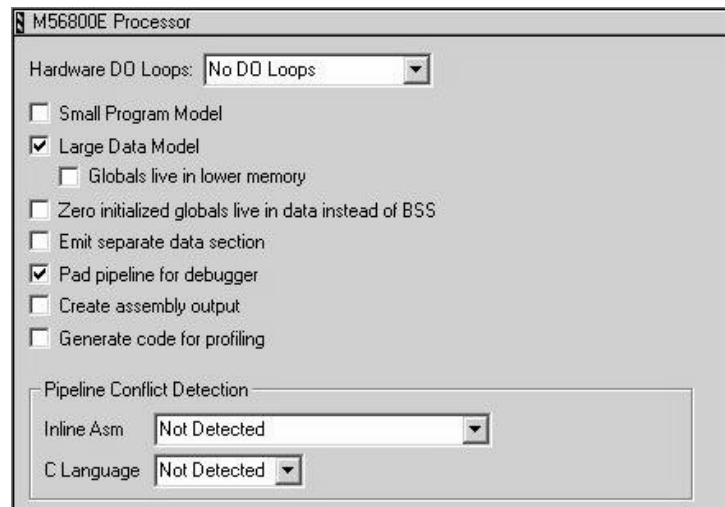 M56800E Processor
Hardware DO Loops: No DO Loops
Small Program Model
Large Data Model
Globals live in lower memory
Zero initialized globals live in data instead of BSS
Emit separate data section
Pad pipeline for debugger
Create assembly output
Generate code for profiling
Pipeline Conflict Detection
Inline Asm Not Detected
C Language Not Detected